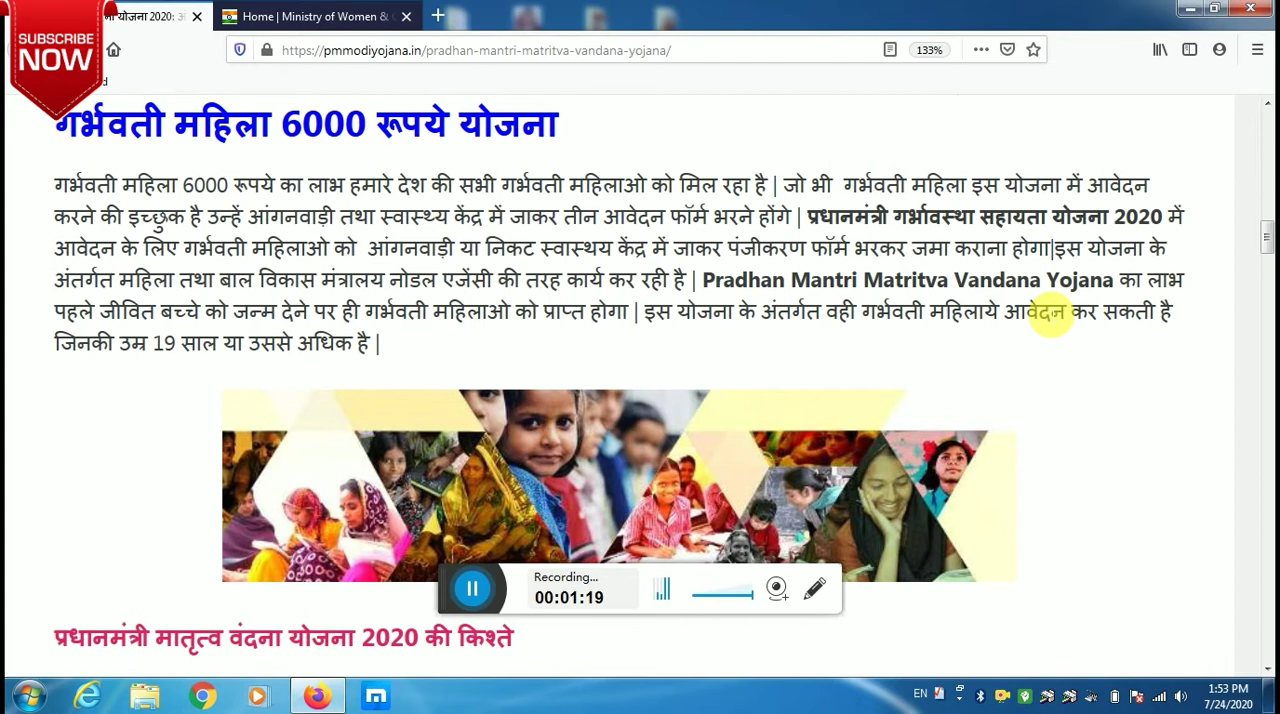 SUBSCRIBE
NOW
योजना 2020:
Home | Ministry of Women &
https://pmmodiyojana.in/pradhan-mantri-matritva-vandana-yojana/
133%
गर्भवती महिला 6000 रूपये योजना
गर्भवती महिला 6000 रूपये का लाभ हमारे देश की सभी गर्भवती महिलाओ को मिल रहा है | जो भी गर्भवती महिला इस योजना में आवेदन
करने की इच्छुक है उन्हें आंगनवाड़ी तथा स्वास्थ्य केंद्र में जाकर तीन आवेदन फॉर्म भरने होंगे | प्रधानमंत्री गर्भावस्था सहायता योजना 2020 में
आवेदन के लिए गर्भवती महिलाओ को आंगनवाड़ी या निकट स्वास्थय केंद्र में जाकर पंजीकरण फॉर्म भरकर जमा कराना होगा|इस योजना के
अंतर्गत महिला तथा बाल विकास मंत्रालय नोडल एजेंसी की तरह कार्य कर रही है | Pradhan Mantri Matritva Vandana Yojana का लाभ
पहले जीवित बच्चे को जन्म देने पर ही गर्भवती महिलाओ को प्राप्त होगा | इस योजना के अंतर्गत वही गर्भवती महिलाये आवेदन कर सकती है
जिनकी उम्र 19 साल या उससे अधिक है |
Recording...
00:01:19
प्रधानमंत्री मातृत्व वंदना योजना 2020 की किश्ते
EN
1:53 PM
7/24/2020